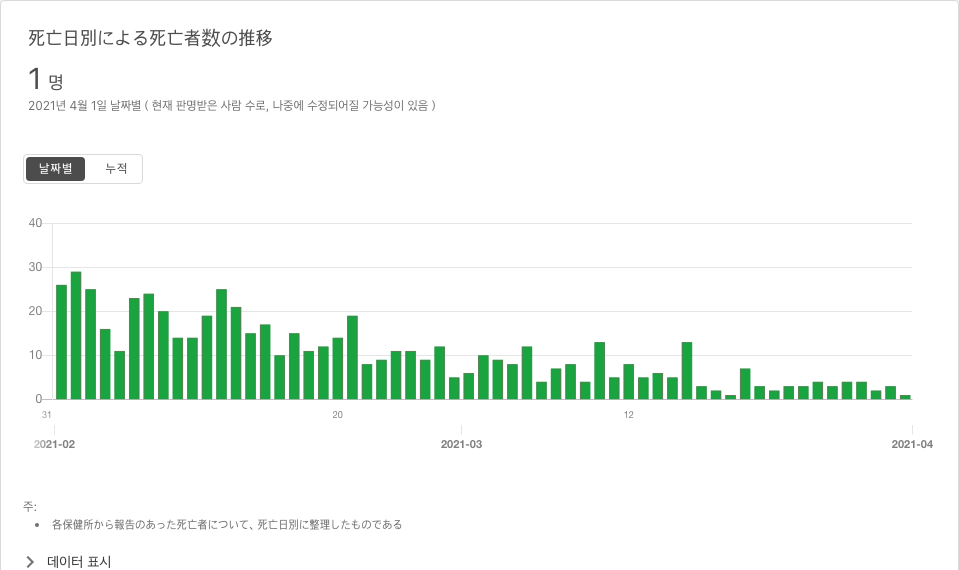 死亡日別による死亡者数の推移
1 명
2021년 4월 1일 날짜별 ( 현재 판명받은 사람 수로, 나중에 수정되어질 가능성이 있음 )
날짜별 누적
40
30
20
10
0
31 20 12
2021-02 2021-03 2021-04
주:
• 各保健所から報告のあった死亡者について、死亡日別に整理したものである
데이터 표시